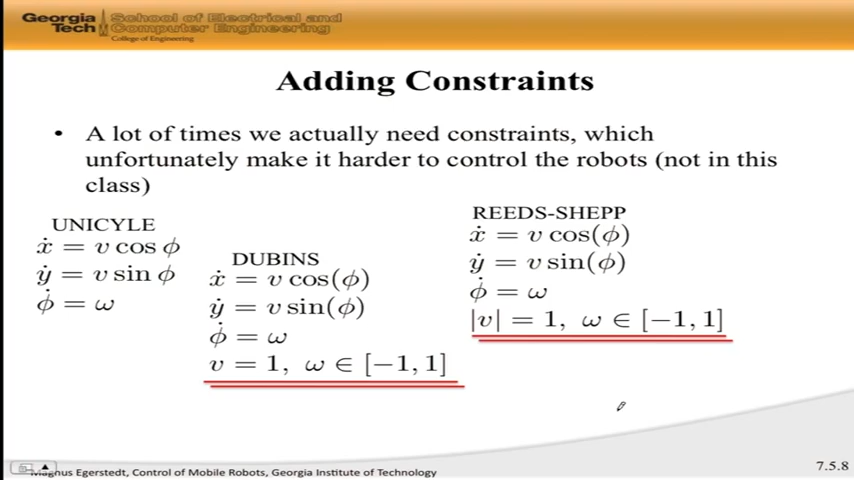 Georgia Tech
School of Electrical and Computer Engineering
College of Engineering
Adding Constraints
• A lot of times we actually need constraints, which
unfortunately make it harder to control the robots (not in this
class)
UNICYLE
ẋ = v cos ϕ
ẏ = v sin ϕ
ϕ̇ = ω
DUBINS
ẋ = v cos(ϕ)
ẏ = v sin(ϕ)
ϕ̇ = ω
v = 1, ω ∈ [−1, 1]
REEDS-SHEPP
ẋ = v cos(ϕ)
ẏ = v sin(ϕ)
ϕ̇ = ω
|v| = 1, ω ∈ [−1, 1]
Magnus Egerstedt, Control of Mobile Robots, Georgia Institute of Technology
7.5.8